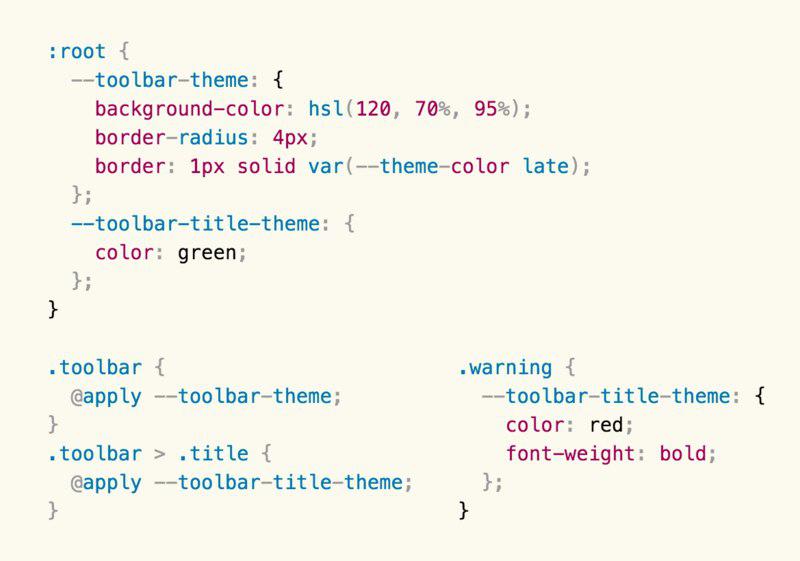 :root {
  --toolbar-theme: {
    background-color: hsl(120, 70%, 95%);
    border-radius: 4px;
    border: 1px solid var(--theme-color late);
  };
  --toolbar-title-theme: {
    color: green;
  };
}
.toolbar {
  @apply --toolbar-theme;
}
.toolbar > .title {
  @apply --toolbar-title-theme;
}
.warning {
  --toolbar-title-theme: {
    color: red;
    font-weight: bold;
  };
}